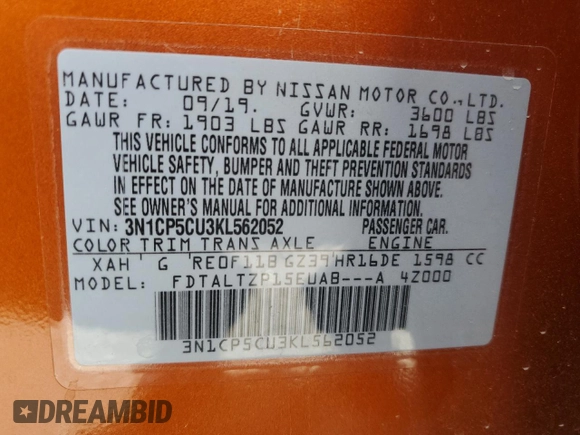 MANUFACTURED BY NISSAN MOTOR CO.,LTD.
DATE: 09/19. GVWR: 3600 LBS
GAWR FR: 1903 LBS GAWR RR: 1698 LBS
THIS VEHICLE CONFORMS TO ALL APPLICABLE FEDERAL MOTOR
VEHICLE SAFETY, BUMPER AND THEFT PREVENTION STANDARDS
IN EFFECT ON THE DATE OF MANUFACTURE SHOWN ABOVE.
SEE OWNER'S MANUAL FOR ADDITIONAL INFORMATION.
VIN: 3N1CP5CU3KL562052 PASSENGER CAR.
COLOR TRIM TRANS AXLE ENGINE
XAH G RE0F11B GZ39 HR16DE 1598 CC
MODEL: FDTALTZP15EUAB---A 4Z000
3N1CP5CU3KL562052
DREAMBID